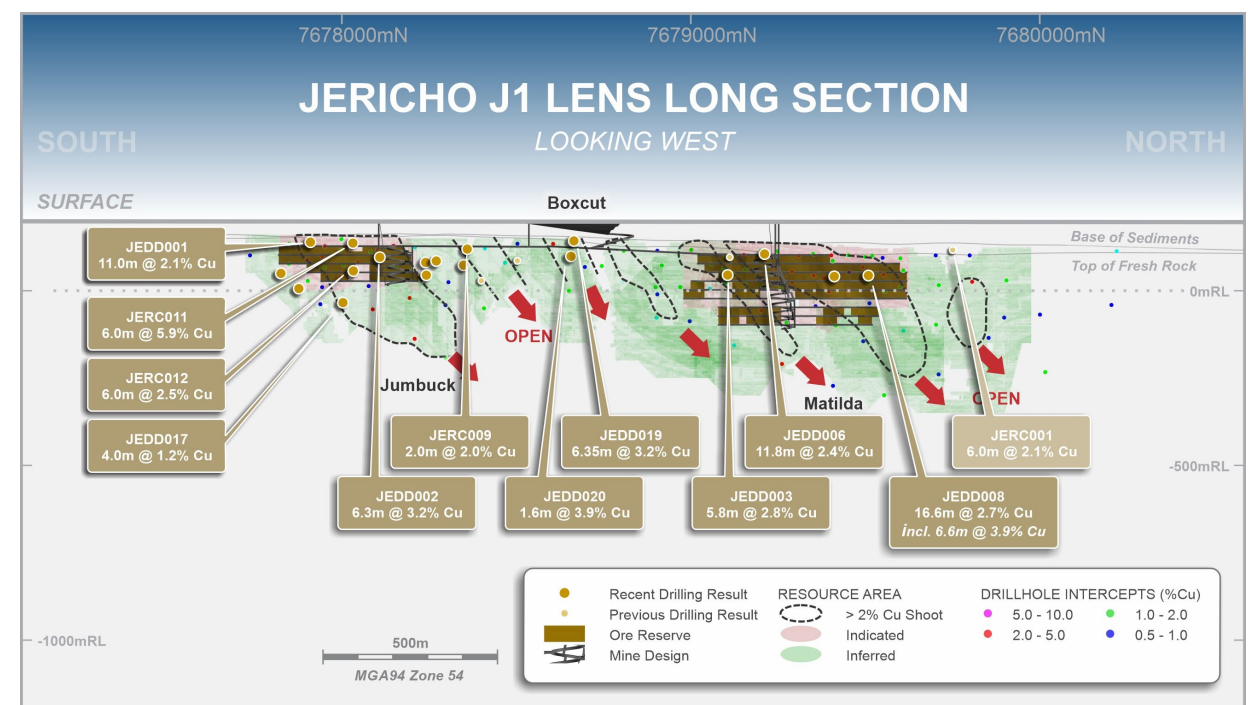 7678000mN
7679000mN
7680000mN
JERICHO J1 LENS LONG SECTION
LOOKING WEST
SOUTH
NORTH
SURFACE
Boxcut
Base of Sediments
Top of Fresh Rock
0mRL
-500mRL
-1000mRL
JEDD001
11.0m @ 2.1% Cu
JERC011
6.0m @ 5.9% Cu
JERC012
6.0m @ 2.5% Cu
JEDD017
4.0m @ 1.2% Cu
OPEN
Jumbuck
Matilda
OPEN
JERC009
2.0m @ 2.0% Cu
JEDD019
6.35m @ 3.2% Cu
JEDD006
11.8m @ 2.4% Cu
JERC001
6.0m @ 2.1% Cu
JEDD002
6.3m @ 3.2% Cu
JEDD020
1.6m @ 3.9% Cu
JEDD003
5.8m @ 2.8% Cu
JEDD008
16.6m @ 2.7% Cu
incl. 6.6m @ 3.9% Cu
500m
MGA94 Zone 54
Recent Drilling Result
Previous Drilling Result
Ore Reserve
Mine Design
RESOURCE AREA
> 2% Cu Shoot
Indicated
Inferred
DRILLHOLE INTERCEPTS (%Cu)
5.0 - 10.0
1.0 - 2.0
2.0 - 5.0
0.5 - 1.0